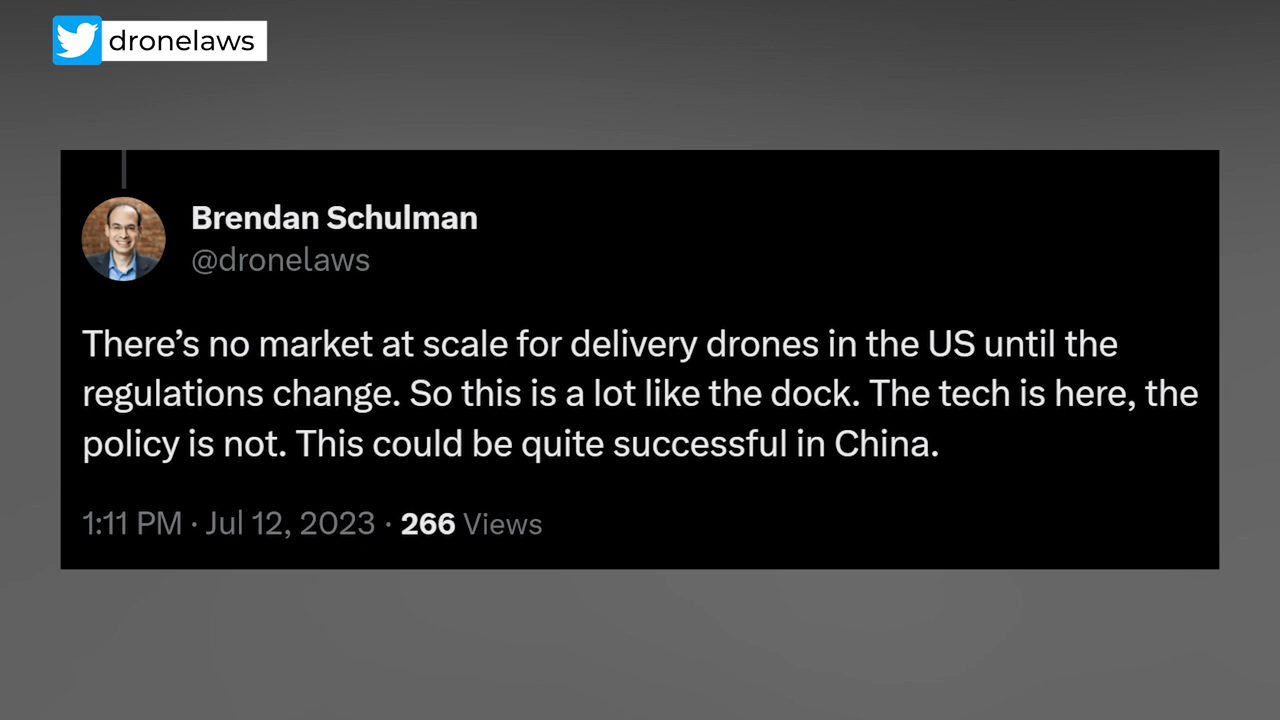 dronelaws
Brendan Schulman
@dronelaws
There’s no market at scale for delivery drones in the US until the
regulations change. So this is a lot like the dock. The tech is here, the
policy is not. This could be quite successful in China.
1:11 PM · Jul 12, 2023 · 266 Views